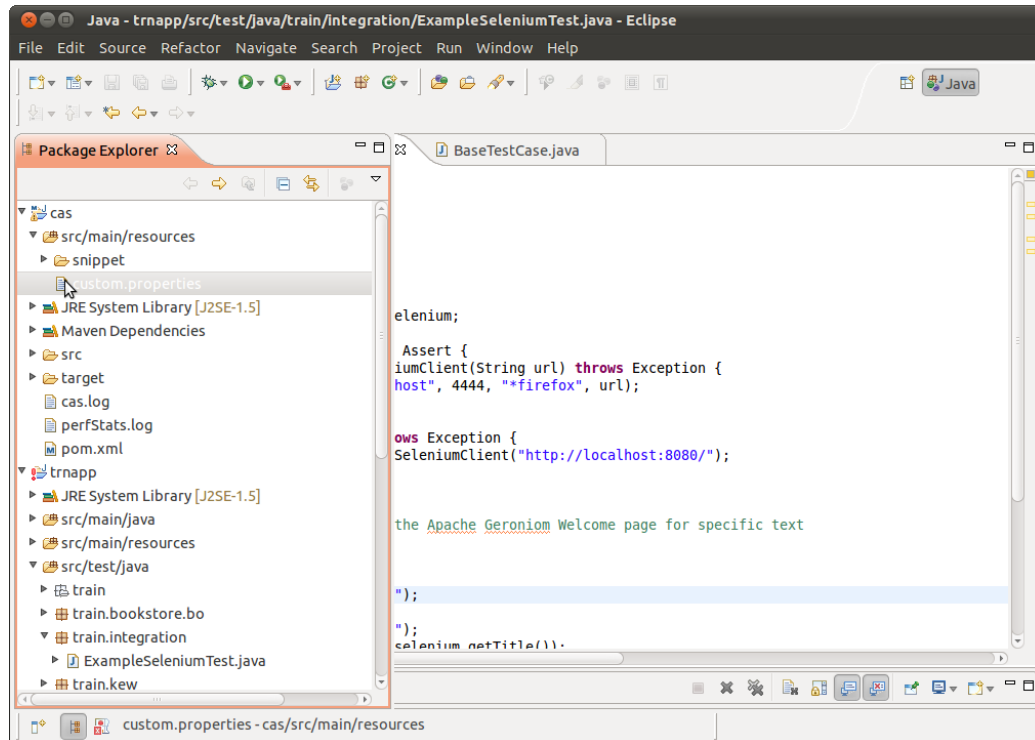 Java - trnapp/src/test/java/train/integration/ExampleSeleniumTest.java - Eclipse
File Edit Source Refactor Navigate Search Project Run Window Help
Java
Package Explorer
BaseTestCase.java
cas
src/main/resources
snippet
custom.properties
JRE System Library [J2SE-1.5]
Maven Dependencies
src
target
cas.log
perfStats.log
pom.xml
trnapp
JRE System Library [J2SE-1.5]
src/main/java
src/main/resources
src/test/java
train
train.bookstore.bo
train.integration
ExampleSeleniumTest.java
train.kew
elenium;
Assert {
iumClient(String url) throws Exception {
host", 4444, "*firefox", url);
ows Exception {
SeleniumClient("http://localhost:8080/");
the Apache Geroniom Welcome page for specific text
");
");
selenium.getTitle());
custom.properties - cas/src/main/resources